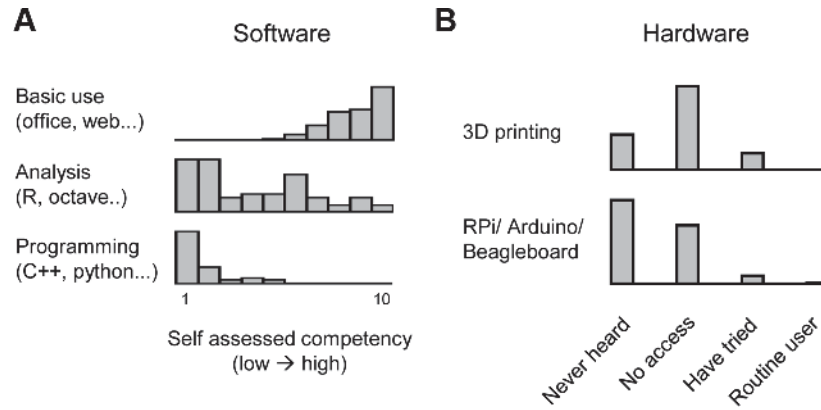 A
Software
Basic use
(office, web...)
Analysis
(R, octave..)
Programming
(C++, python...)
1
10
Self assessed competency
(low → high)
B
Hardware
3D printing
RPi/ Arduino/
Beagleboard
Never heard
No access
Have tried
Routine user